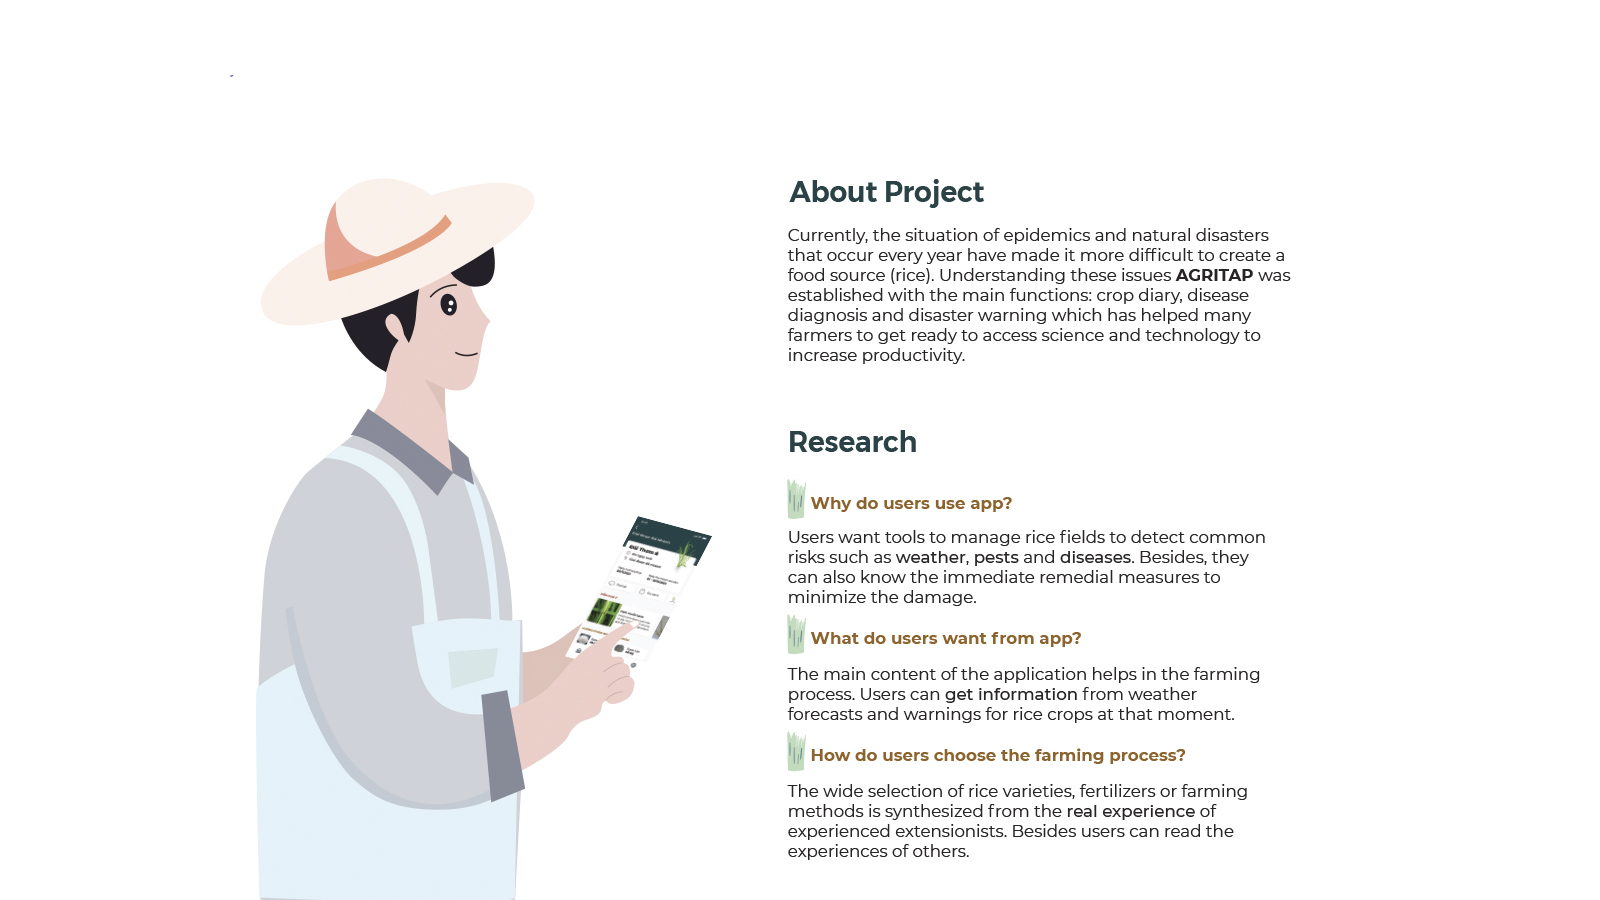 About Project
Currently, the situation of epidemics and natural disasters
that occur every year have made it more difficult to create a
food source (rice). Understanding these issues AGRITAP was
established with the main functions: crop diary, disease
diagnosis and disaster warning which has helped many
farmers to get ready to access science and technology to
increase productivity.
Research
Why do users use app?
Users want tools to manage rice fields to detect common
risks such as weather, pests and diseases. Besides, they
can also know the immediate remedial measures to
minimize the damage.
What do users want from app?
The main content of the application helps in the farming
process. Users can get information from weather
forecasts and warnings for rice crops at that moment.
How do users choose the farming process?
The wide selection of rice varieties, fertilizers or farming
methods is synthesized from the real experience of
experienced extensionists. Besides users can read the
experiences of others.